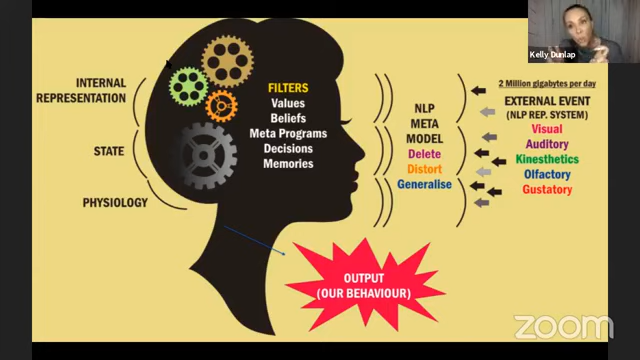 Kelly Dunlap
INTERNAL
REPRESENTATION
STATE
PHYSIOLOGY
FILTERS
Values
Beliefs
Meta Programs
Decisions
Memories
NLP
META
MODEL
Delete
Distort
Generalise
2 Million gigabytes per day
EXTERNAL EVENT
(NLP REP. SYSTEM)
Visual
Auditory
Kinesthetics
Olfactory
Gustatory
OUTPUT
(OUR BEHAVIOUR)
zoom